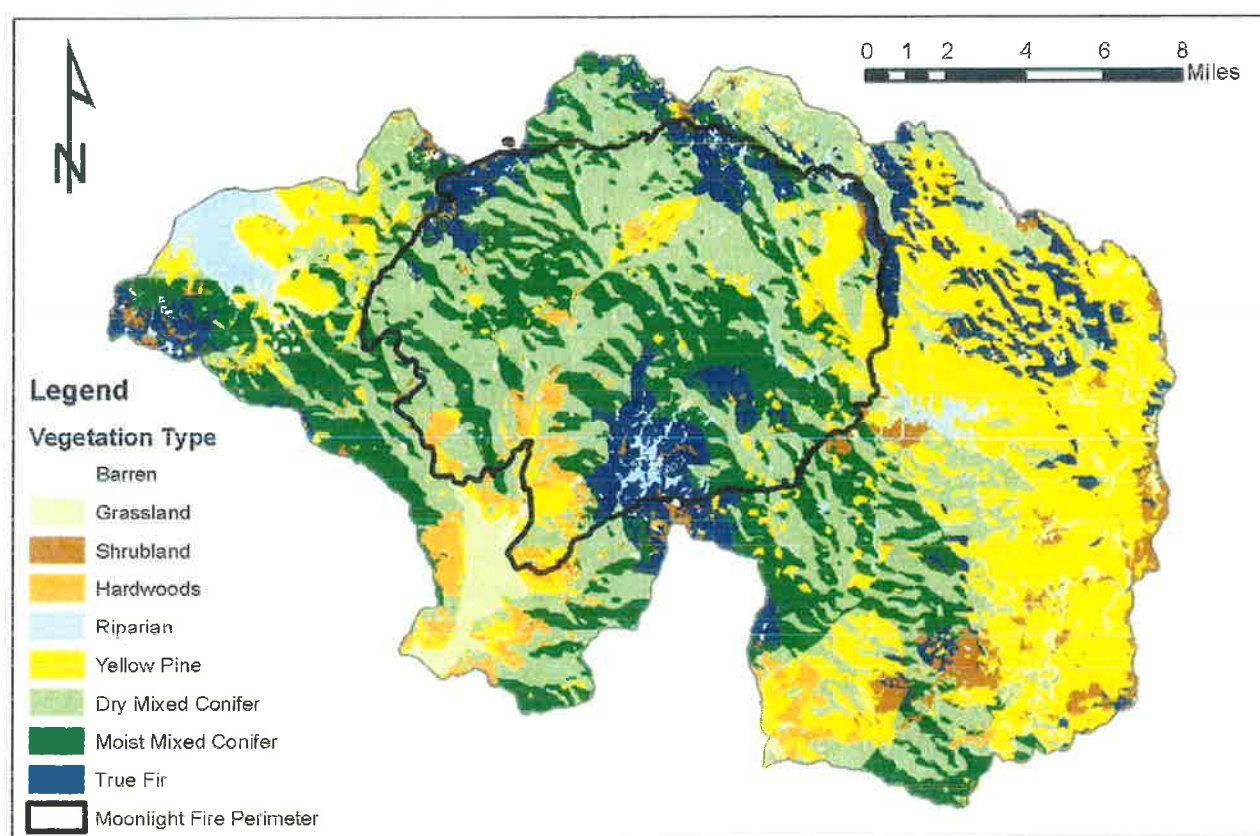 N
0 1 2 4 6 8
Miles
Legend
Vegetation Type
Barren
Grassland
Shrubland
Hardwoods
Riparian
Yellow Pine
Dry Mixed Conifer
Moist Mixed Conifer
True Fir
Moonlight Fire Perimeter